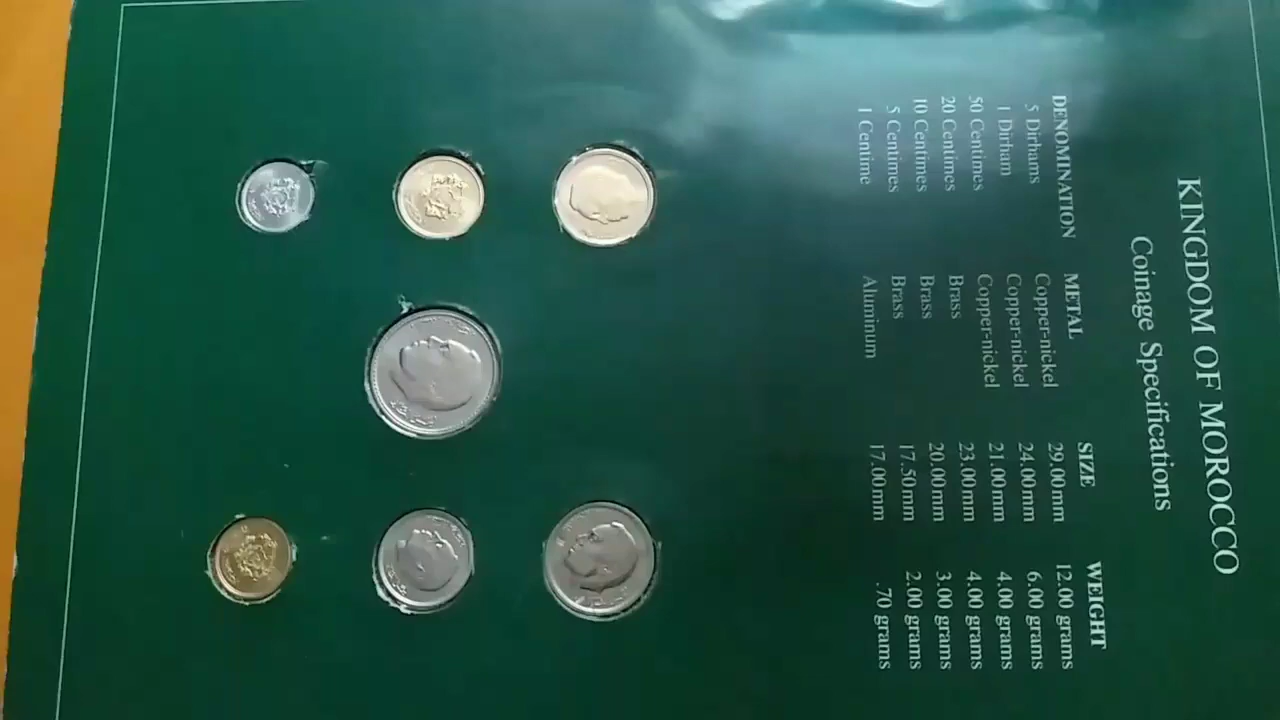 KINGDOM OF MOROCCO
Coinage Specifications
DENOMINATION METAL SIZE WEIGHT
5 Dirhams Copper-nickel 29.00mm 12.00 grams
1 Dirham Copper-nickel 24.00mm 6.00 grams
50 Centimes Copper-nickel 21.00mm 4.00 grams
20 Centimes Brass 23.00mm 4.00 grams
10 Centimes Brass 20.00mm 3.00 grams
5 Centimes Brass 17.50mm 2.00 grams
1 Centime Aluminum 17.00mm .70 grams